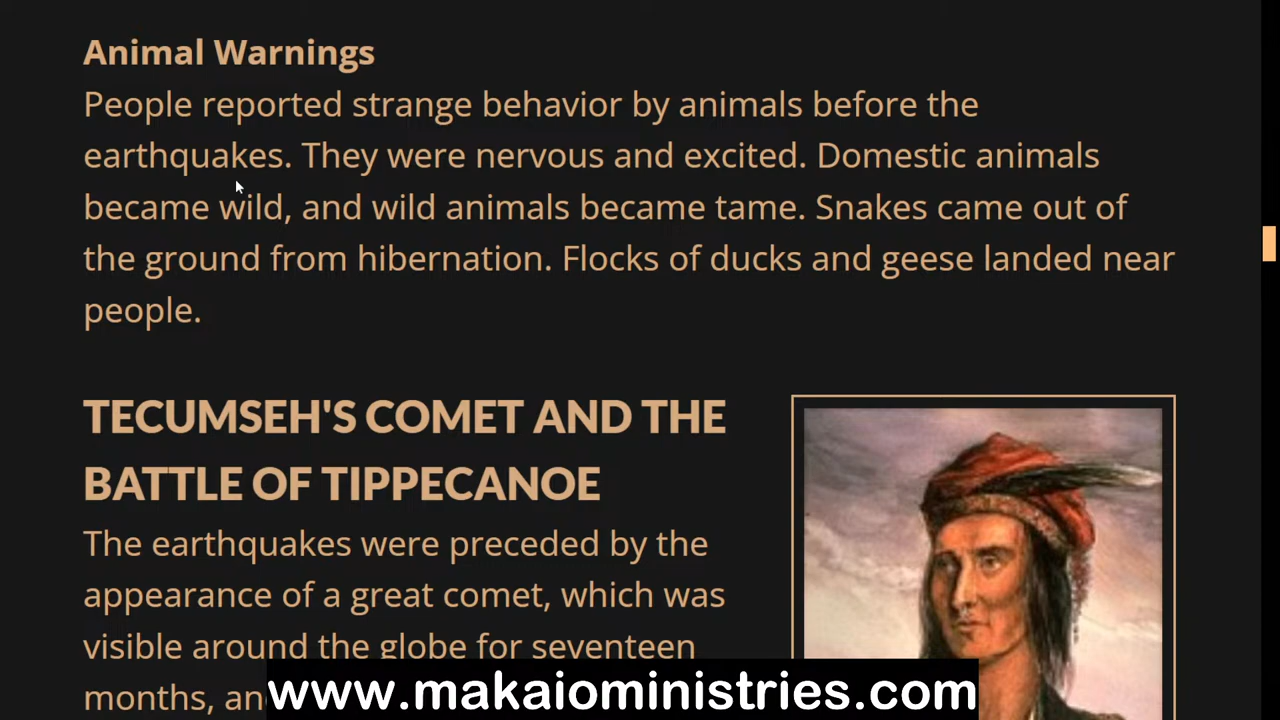 Animal Warnings
People reported strange behavior by animals before the
earthquakes. They were nervous and excited. Domestic animals
became wild, and wild animals became tame. Snakes came out of
the ground from hibernation. Flocks of ducks and geese landed near
people.
TECUMSEH'S COMET AND THE
BATTLE OF TIPPECANOE
The earthquakes were preceded by the
appearance of a great comet, which was
visible around the globe for seventeen
months,
www.makaioministries.com